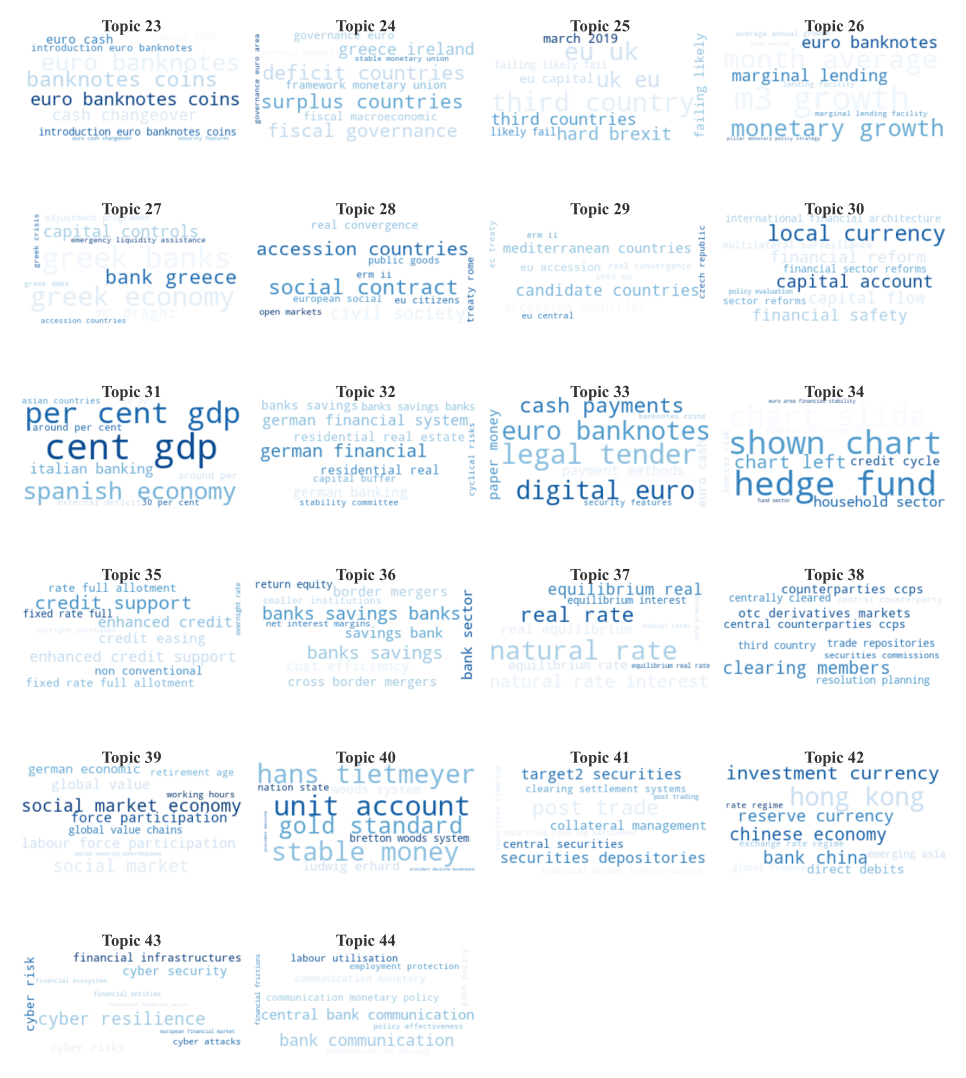 Topic 23
euro cash
introduction euro banknotes
euro banknotes
banknotes coins
euro banknotes coins
cash changeover
introduction euro banknotes coins
euro cash changeover
security features
Topic 24
governance euro
greece ireland
stable monetary union
deficit countries
framework monetary union
surplus countries
fiscal macroeconomic
fiscal governance
governance euro area
Topic 25
march 2019
eu uk
failing likely fail
eu capital
uk eu
third country
third countries
likely fail
hard brexit
failing likely
Topic 26
average annual
euro banknotes
month average
marginal lending
lending facility
m3 growth
marginal lending facility
monetary growth
pillar monetary policy strategy
Topic 27
adjustment programme
capital controls
emergency liquidity assistance
greek crisis
greek banks
bank greece
greek debt
greek economy
mr draghi
accession countries
Topic 28
real convergence
accession countries
public goods
erm ii
social contract
european social
eu citizens
open markets
civil society
treaty rome
Topic 29
ec treaty
erm ii
mediterranean countries
eu accession
real convergence
into eu
candidate countries
accession countries
eu central
czech republic
Topic 30
international financial architecture
local currency
multilateral surveillance
financial reform
financial sector reforms
capital account
policy evaluation
sector reforms
capital flow
financial safety
Topic 31
asian countries
per cent gdp
around per cent
cent gdp
italian banking
around per
spanish economy
external deficit
30 per cent
Topic 32
banks savings
banks savings banks
german financial system
residential real estate
german financial
residential real
capital buffer
german banking
stability committee
cyclical risks
Topic 33
cash payments
banknotes coins
euro banknotes
legal tender
payment methods
digital euro
security features
paper money
euro cash
Topic 34
euro area financial stability
chart slide
shown chart
chart left
credit cycle
hedge fund
fund sector
household sector
Topic 35
rate full allotment
credit support
fixed rate full
enhanced credit
outright purchases
credit easing
enhanced credit support
non conventional
fixed rate full allotment
overnight rate
Topic 36
return equity
border mergers
smaller institutions
banks savings banks
net interest margins
savings bank
banks savings
cost efficiency
cross border mergers
bank sector
Topic 37
equilibrium real
equilibrium interest
real rate
real equilibrium
nominal rates
natural rate
equilibrium rate
equilibrium real rate
natural rate interest
Topic 38
counterparties ccps
centrally cleared
central counterparty
otc derivatives markets
central counterparties ccps
third country
trade repositories
securities commissions
clearing members
resolution planning
Topic 39
german economic
retirement age
global value
working hours
social market economy
force participation
global value chains
labour force participation
social security contributions
social market
Topic 40
hans tietmeyer
nation state
woods system
unit account
gold standard
bretton woods system
stable money
ludwig erhard
president deutsche bundesbank
president deutsche
Topic 41
target2 securities
clearing settlement systems
post trading
post trade
collateral management
central securities
securities depositories
financial market infrastructure
securities clearing
Topic 42
investment currency
hong kong
rate regime
reserve currency
chinese economy
exchange rate regime
bank china
emerging asia
global finance
direct debits
Topic 43
financial infrastructures
cyber security
cyber risk
financial ecosystem
financial entities
cyber resilience
european financial market
cyber risks
cyber attacks
Topic 44
labour utilisation
employment protection
communication monetary
communication monetary policy
central bank communication
policy effectiveness
bank communication
communication policy
financial frictions
path policy